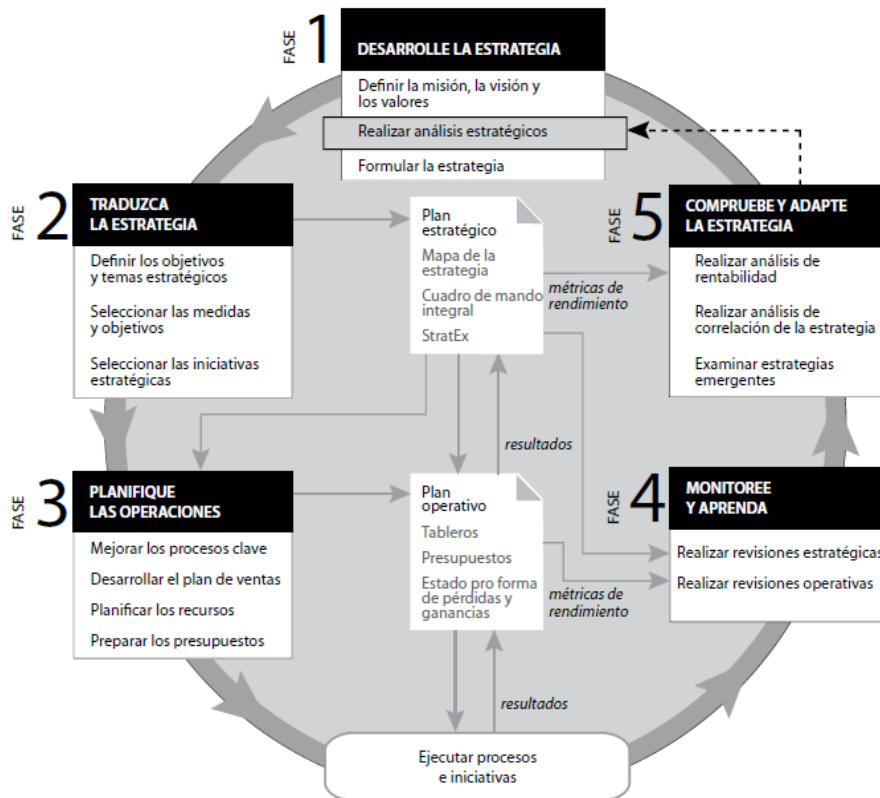 FASE
1
DESARROLLE LA ESTRATEGIA
Definir la misión, la visión y
los valores
Realizar análisis estratégicos
Formular la estrategia
FASE
2
TRADUZCA
LA ESTRATEGIA
Definir los objetivos
y temas estratégicos
Seleccionar las medidas
y objetivos
Seleccionar las iniciativas
estratégicas
Plan
estratégico
Mapa de la
estrategia
Cuadro de mando
integral
StratEx
métricas de
rendimiento
FASE
5
COMPRUEBE Y ADAPTE
LA ESTRATEGIA
Realizar análisis de
rentabilidad
Realizar análisis de
correlación de la estrategia
Examinar estrategias
emergentes
resultados
FASE
3
PLANIFIQUE
LAS OPERACIONES
Mejorar los procesos clave
Desarrollar el plan de ventas
Planificar los recursos
Preparar los presupuestos
Plan
operativo
Tableros
Presupuestos
Estado pro forma
de pérdidas y
ganancias
métricas de
rendimiento
FASE
4
MONITOREE
Y APRENDA
Realizar revisiones estratégicas
Realizar revisiones operativas
resultados
Ejecutar procesos
e iniciativas